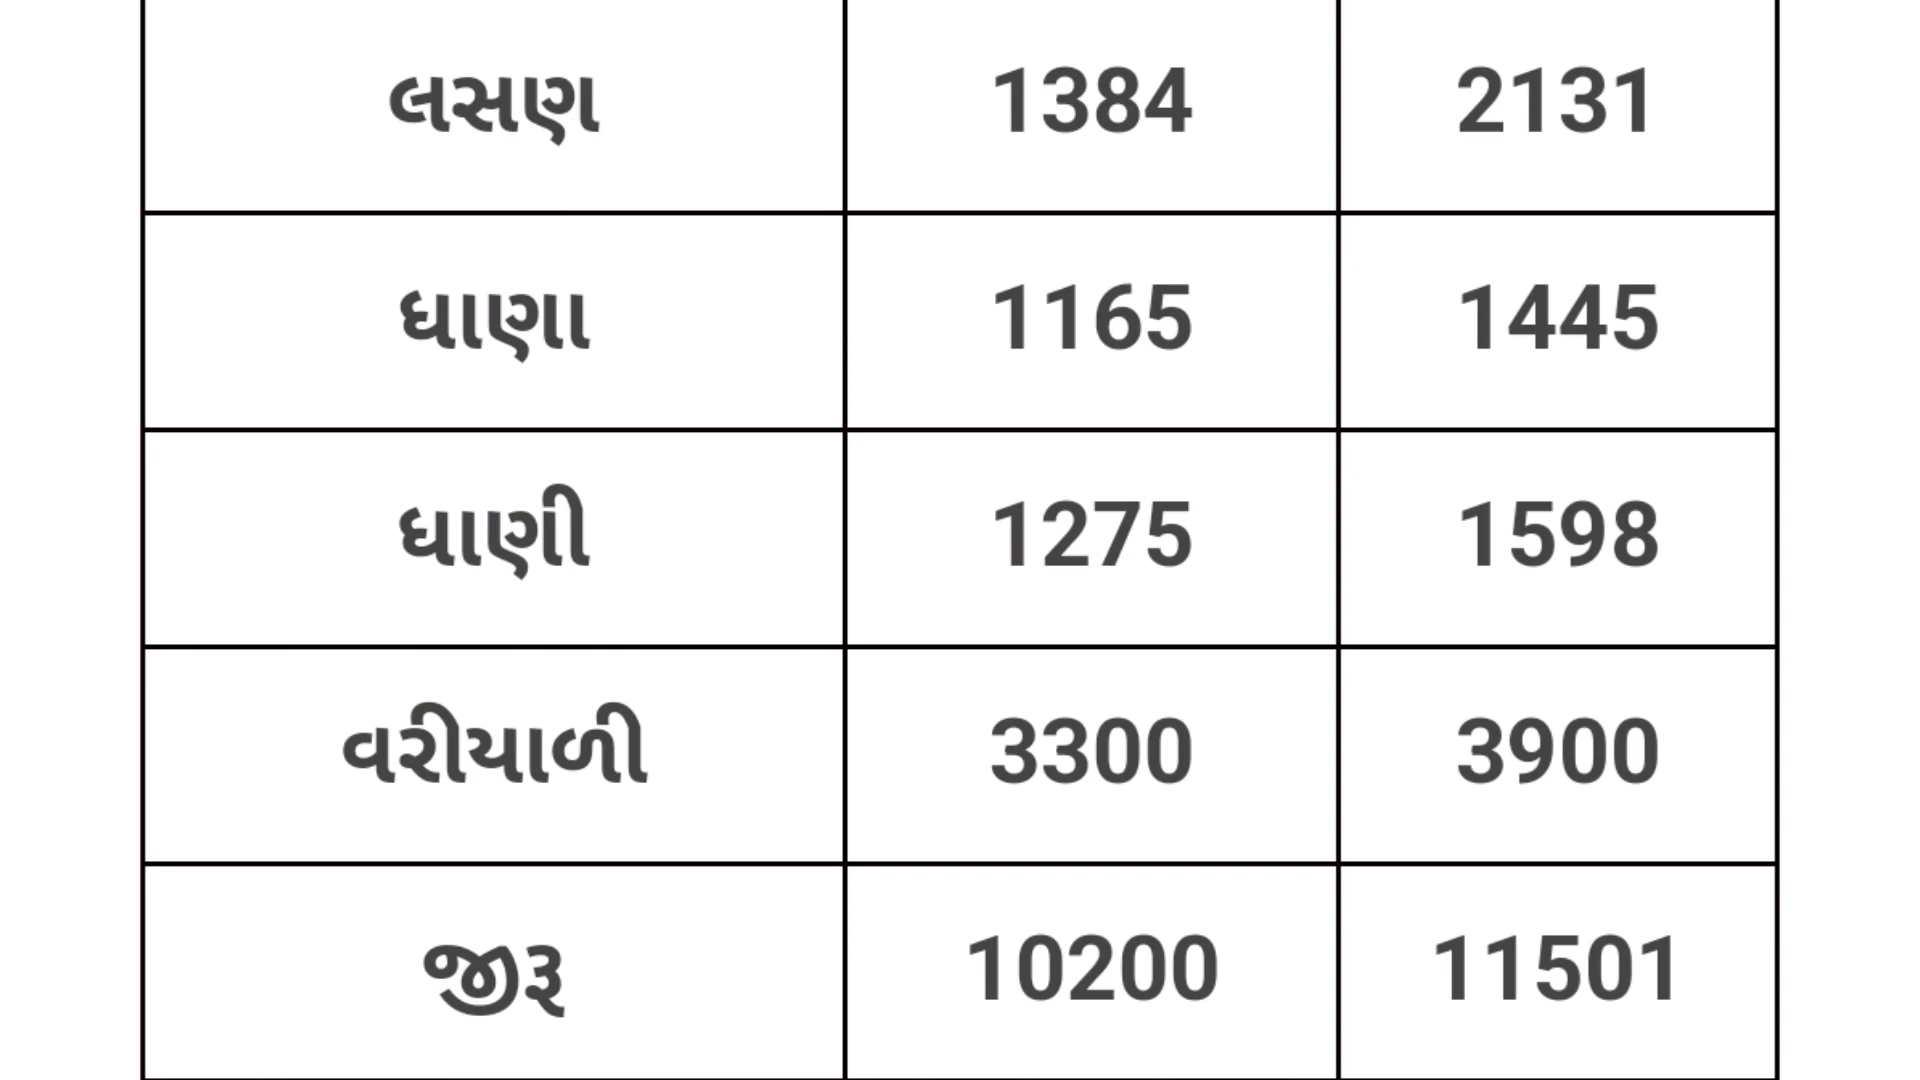 લસણ 1384 2131
ધાણા 1165 1445
ધાણી 1275 1598
વરીયાળી 3300 3900
જીરૂ 10200 11501